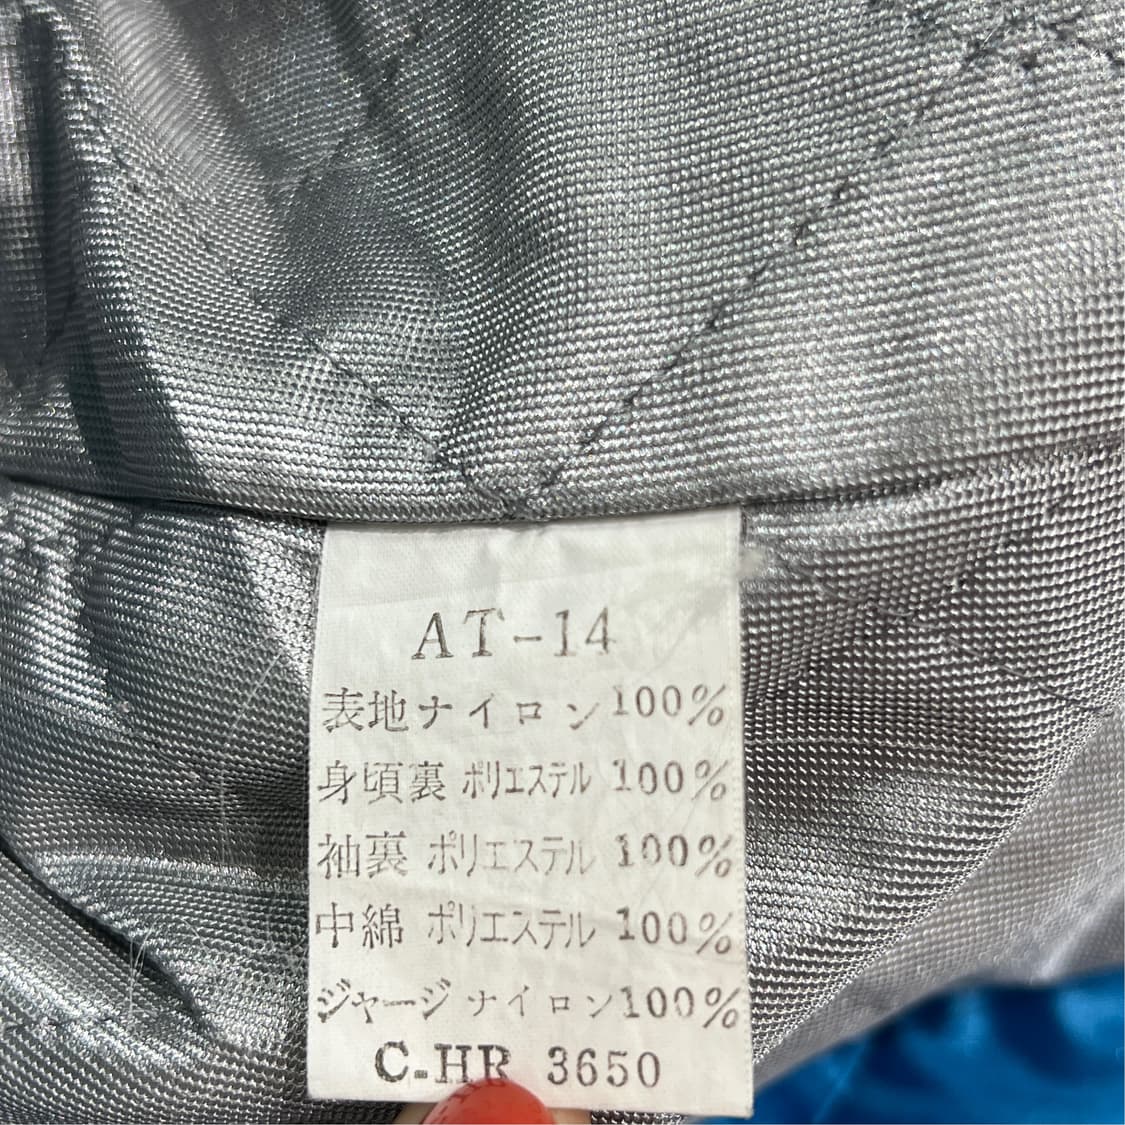 AT-14
表地ナイロン100%
身頃裏 ポリエステル 100%
袖裏 ポリエステル 100%
中綿 ポリエステル 100%
ジャージ ナイロン100%
C-HR 3650